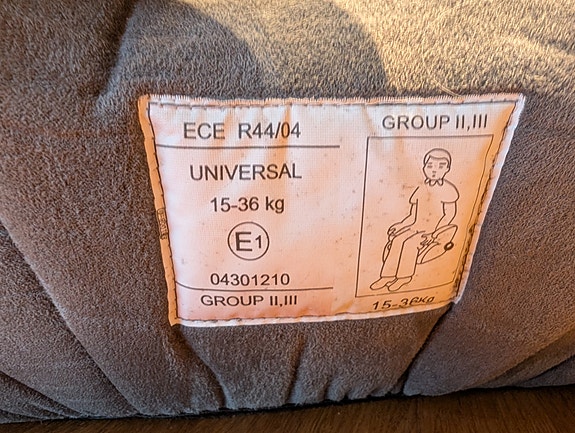 ECE R44/04
UNIVERSAL
15-36 kg
E1
04301210
GROUP II,III
GROUP II,III
15-36Kg